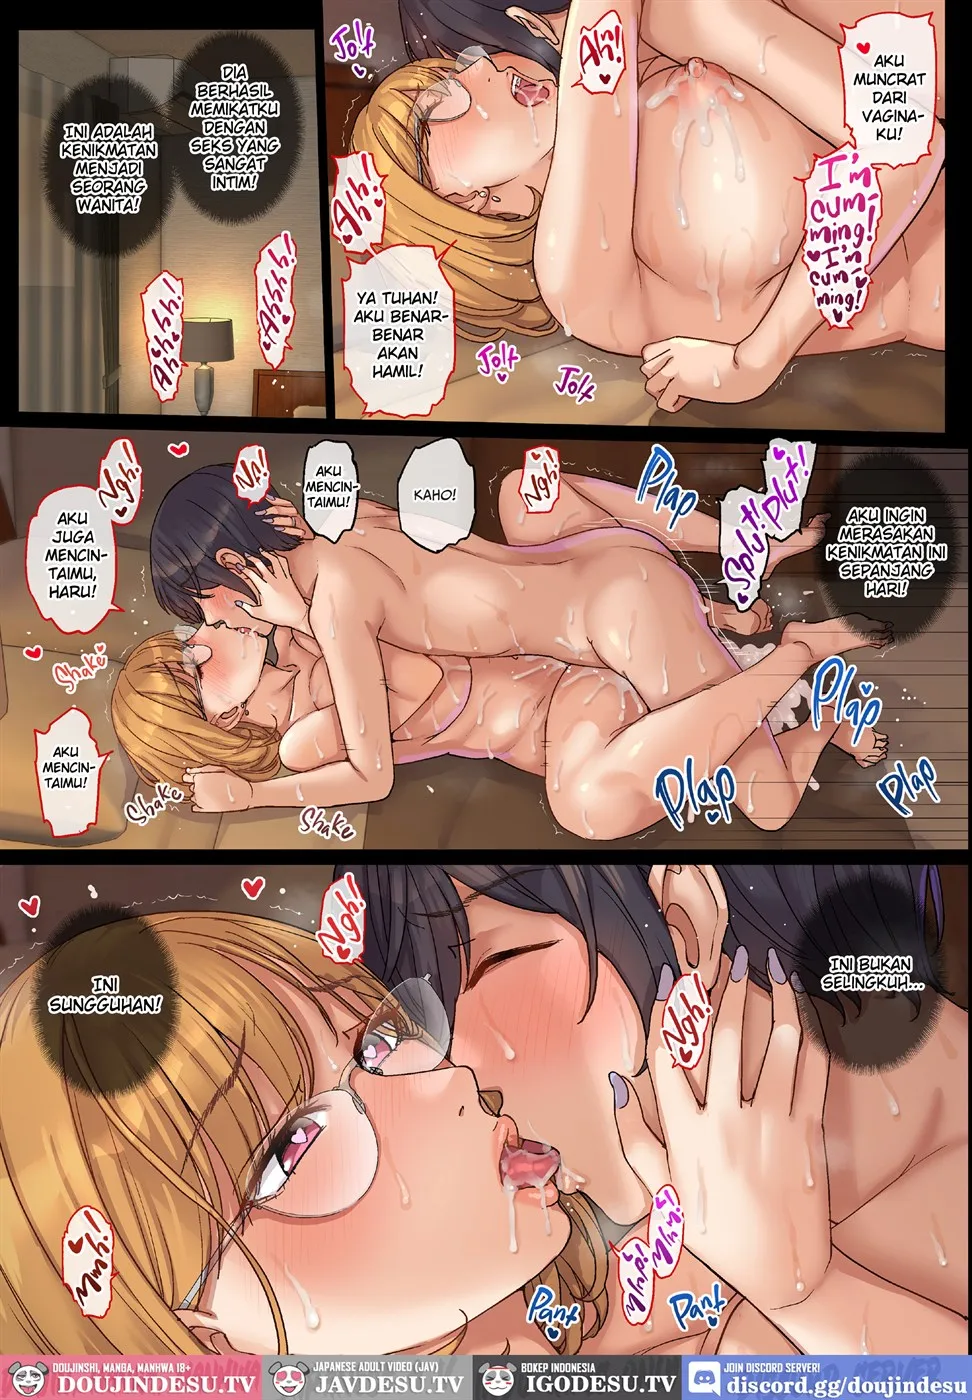 DIA
BERHASIL
MEMIKATKU
DENGAN
SEKS YANG
SANGAT
INTIM!
INI ADALAH
KENIKMATAN
MENJADI
SEORANG
WANITA!
Ahhhh!
Ahhhh!
Jolt
Ah!
AKU
MUNCRAT
DARI
VAGINA-
KU!
I'm
cum-
ming!
I'm
cum-
ming!
Ahh!
YA TUHAN!
AKU BENAR-
BENAR
AKAN
HAMIL!
Jolt
Jolt
Ngh!
Nn!
AKU
MENCIN-
TAIMU!
KAHO!
Ngh!
Plap
Splut!
Plut!
AKU INGIN
MERASAKAN
KENIKMATAN INI
SEPANJANG
HARI!
AKU
JUGA
MENCIN-
TAIMU,
HARU!
Shake
AKU
MENCIN-
TAIMU!
Shake
Shake
Plap
Plap
Plap
Ngh!
INI
SUNGGUHAN!
INI BUKAN
SELINGKUH...
Ngh!
Mmh!
Pant
Pant
DOUJINSHI, MANGA, MANHWA 18+
DOUJINDESU.TV
JAPANESE ADULT VIDEO (JAV)
JAVDESU.TV
BOKEP INDONESIA
IGODESU.TV
JOIN DISCORD SERVER!
discord.gg/doujindesu